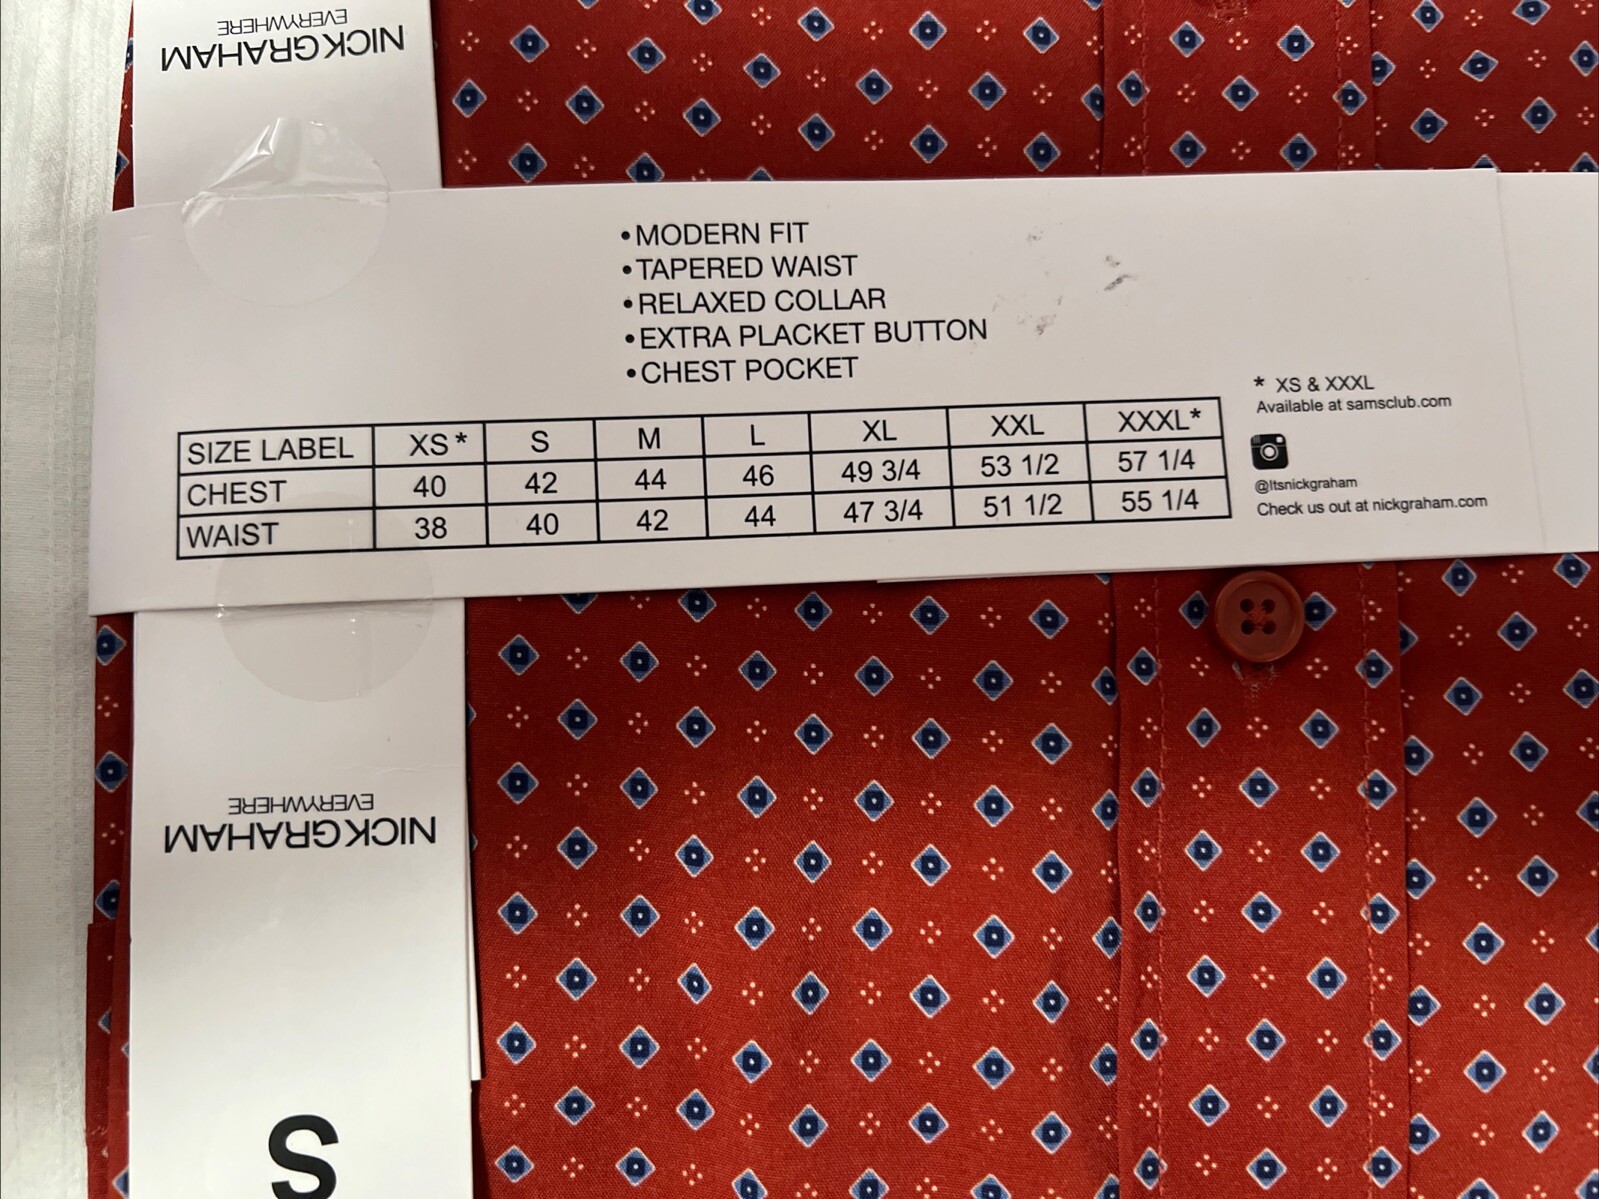 NICKGRAHAM
EVERYWHERE
•MODERN FIT
•TAPERED WAIST
•RELAXED COLLAR
•EXTRA PLACKET BUTTON
•CHEST POCKET
SIZE LABEL XS* S M L XL XXL XXXL*
CHEST 40 42 44 46 49 3/4 53 1/2 57 1/4
WAIST 38 40 42 44 47 3/4 51 1/2 55 1/4
* XS & XXXL
Available at samsclub.com
@Itsnickgraham
Check us out at nickgraham.com
NICKGRAHAM
EVERYWHERE
S